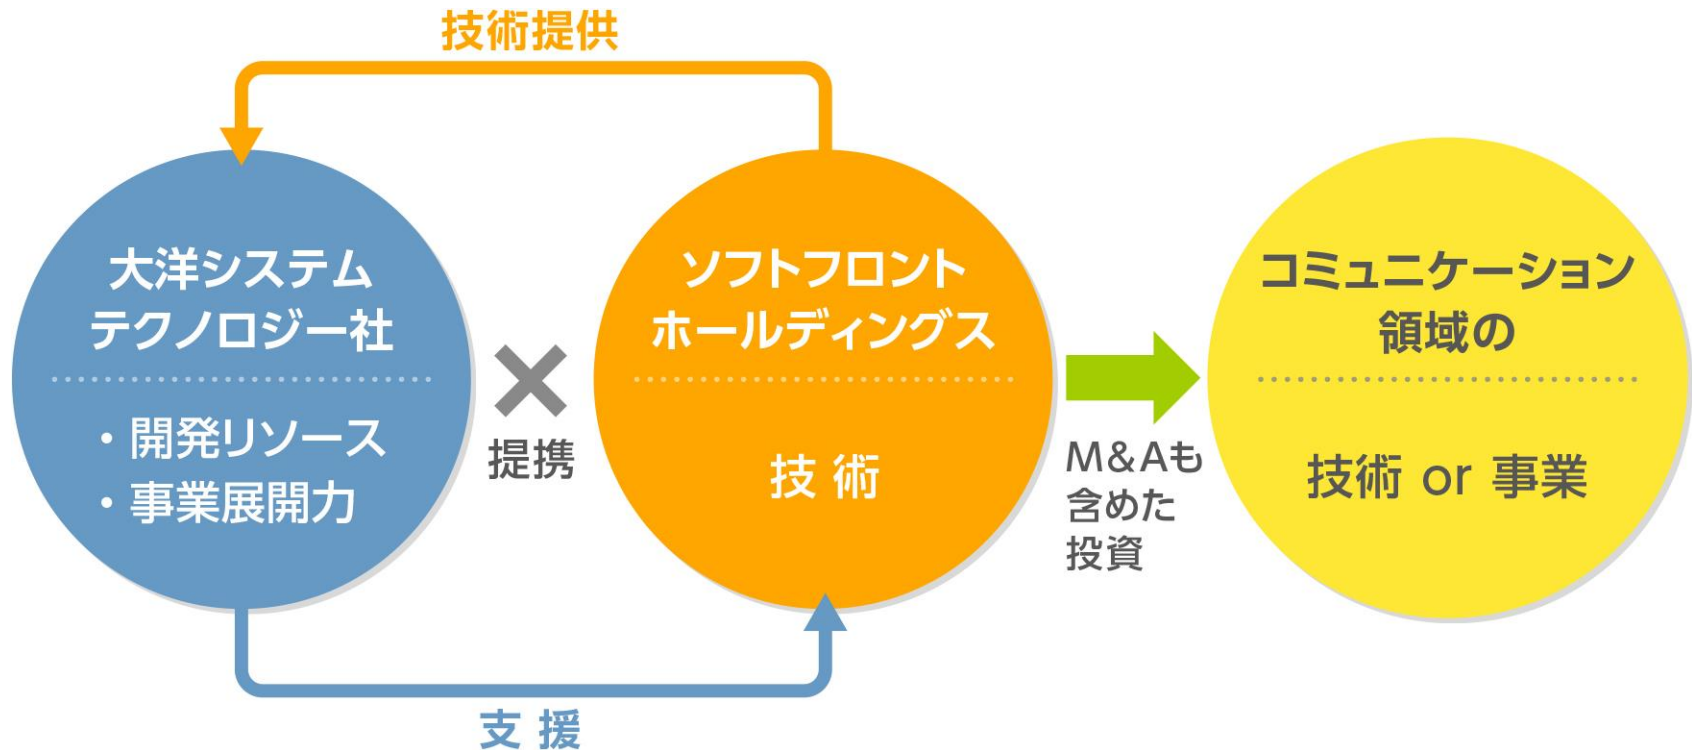 技術提供
大洋システム
テクノロジー社
・開発リソース
・事業展開力
提携
ソフトフロント
ホールディングス
技 術
M&Aも
含めた
投資
コミュニケーション
領域の
技術 or 事業
支 援